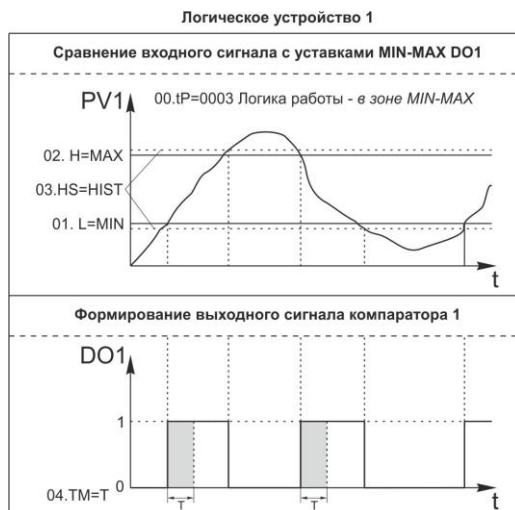 Логическое устройство 1
Сравнение входного сигнала с уставками MIN-MAX DO1
PV1
00.tP=0003 Логика работы - в зоне MIN-MAX
02. H=MAX
03.HS=HIST
01. L=MIN
t
Формирование выходного сигнала компаратора 1
DO1
1
0
04.TM=T
T
T
t